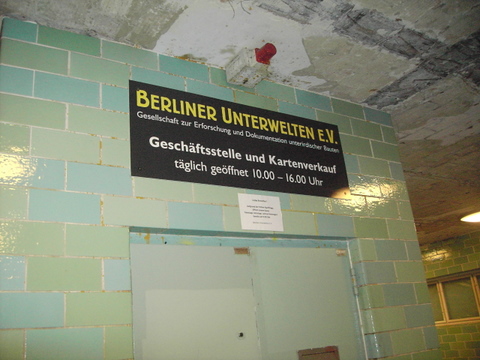 BERLINER UNTERWELTEN E.V.
Gesellschaft zur Erforschung und Dokumentation unterirdischer Bauten
Geschäftsstelle und Kartenverkauf
täglich geöffnet 10.00 – 16.00 Uhr